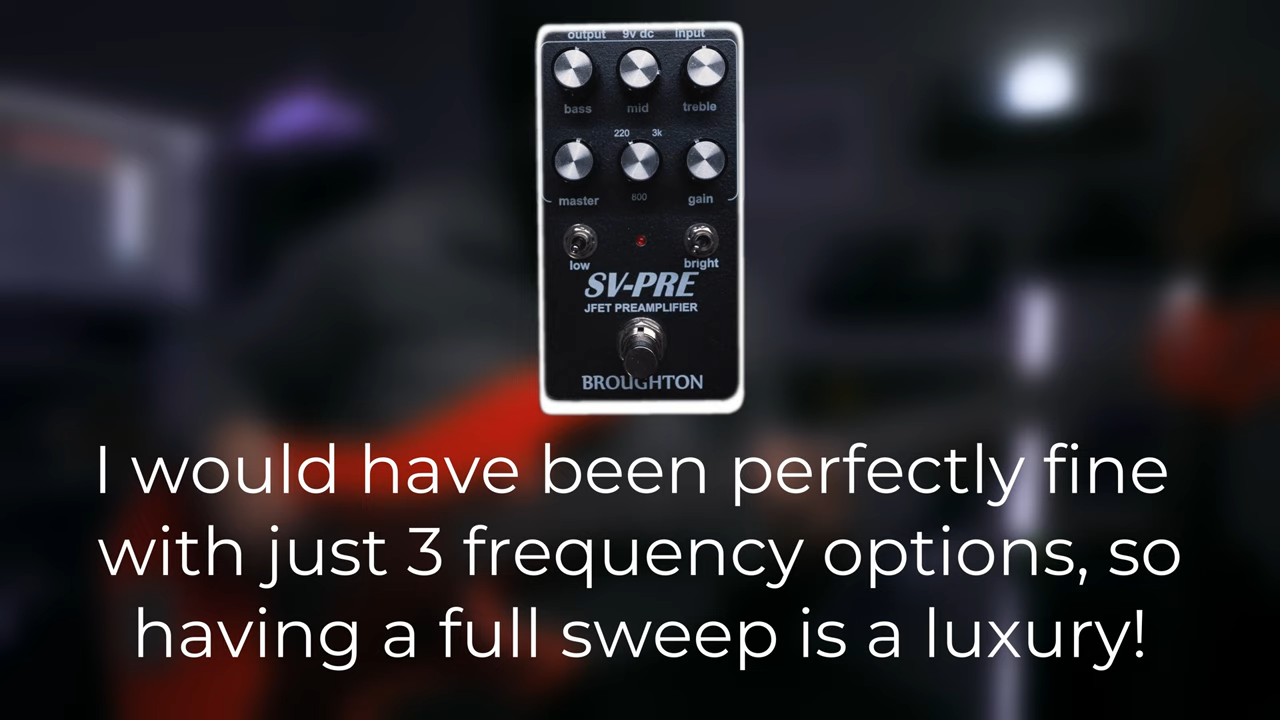 output 9v dc input
bass mid treble
220 3k
master 800 gain
low bright
SV-PRE
JFET PREAMPLIFIER
BROUGHTON
I would have been perfectly fine
with just 3 frequency options, so
having a full sweep is a luxury!